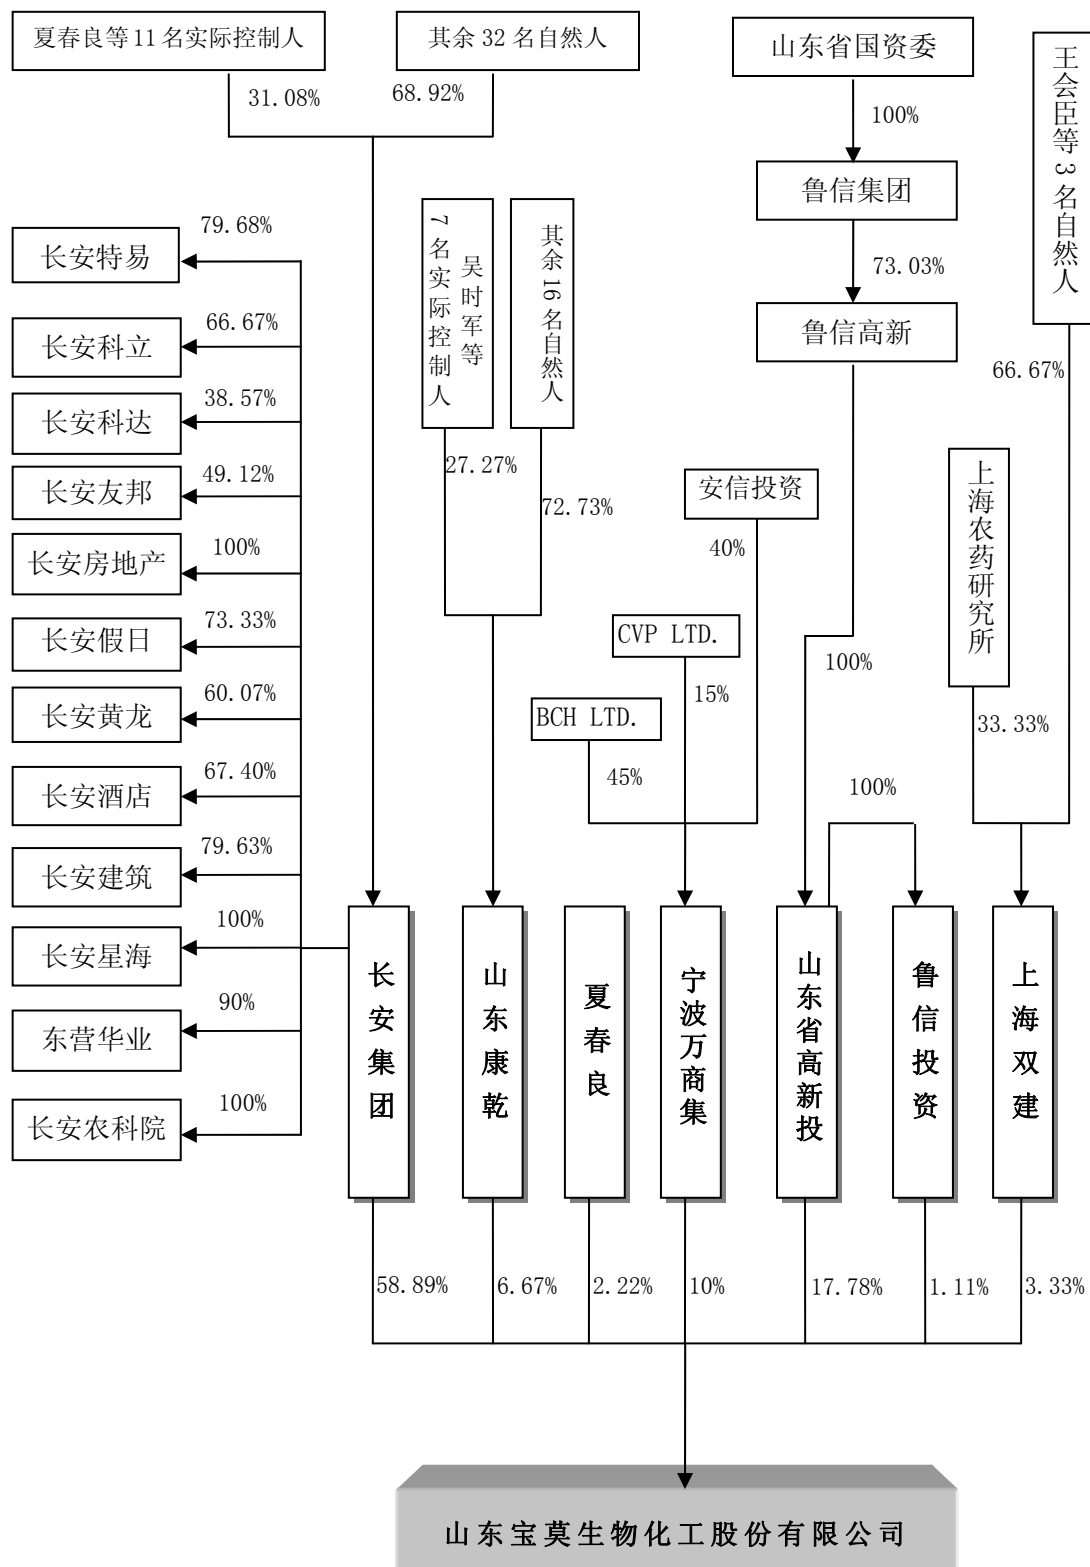 夏春良等11名实际控制人
其余32名自然人
山东省国资委
王会臣等3名自然人
31.08%
68.92%
100%
鲁信集团
73.03%
鲁信高新
66.67%
7名实际控制人
吴时军等
其余16名自然人
79.68%
长安特易
66.67%
长安科立
38.57%
长安科达
49.12%
长安友邦
100%
长安房地产
73.33%
长安假日
60.07%
长安黄龙
67.40%
长安酒店
79.63%
长安建筑
100%
长安星海
90%
东营华业
100%
长安农科院
27.27%
72.73%
安信投资
40%
上海农药研究所
CVP LTD.
15%
BCH LTD.
45%
100%
33.33%
100%
长安集团
山东康乾
夏春良
宁波万商集
山东省高新投
鲁信投资
上海双建
58.89%
6.67%
2.22%
10%
17.78%
1.11%
3.33%
山东宝莫生物化工股份有限公司